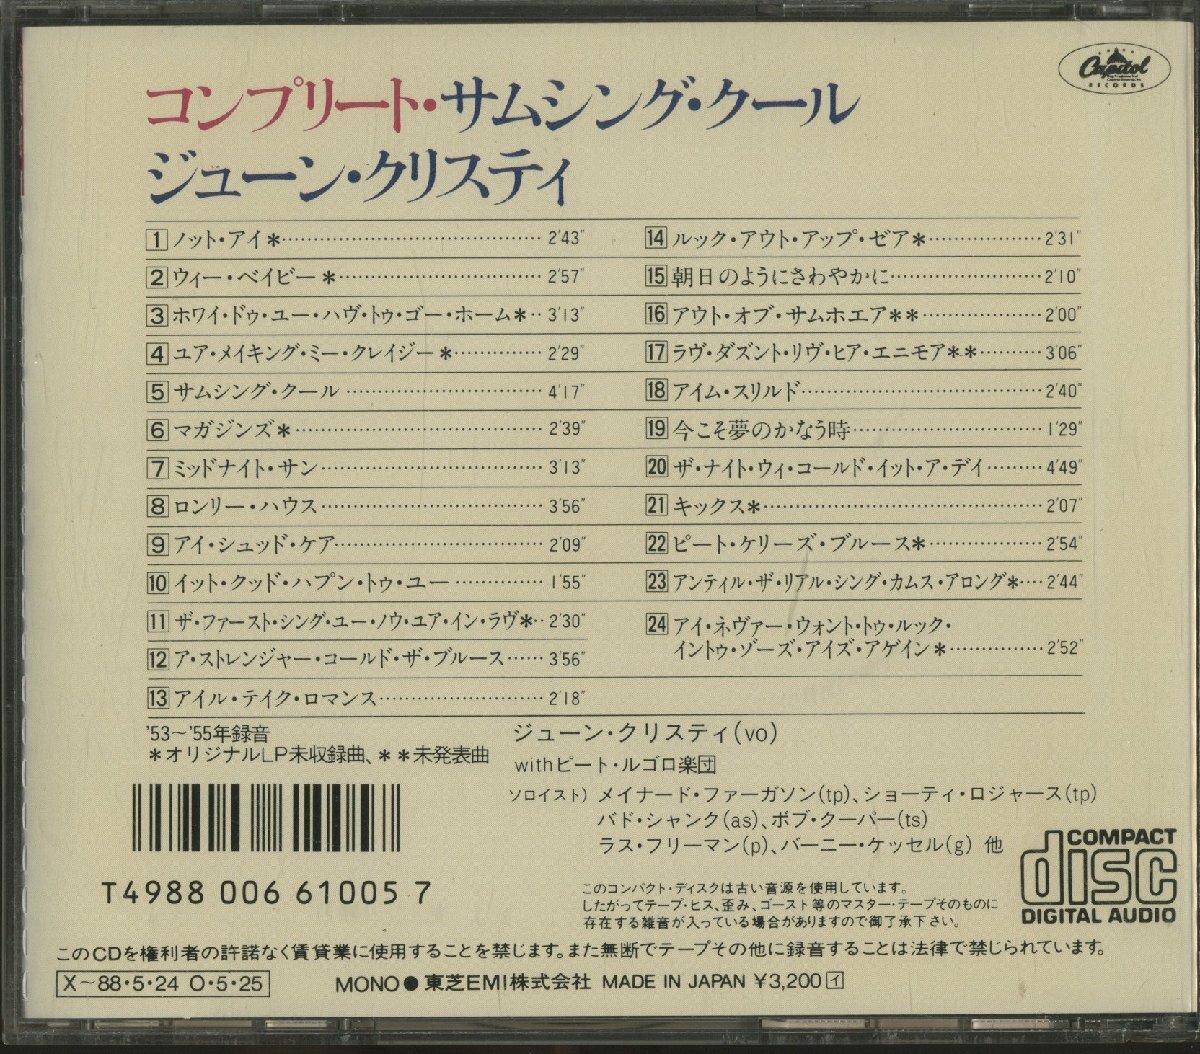 Capitol
RECORDS
コンプリート・サムシング・クール
ジューン・クリスティ
1 ノット・アイ*……2'43"
2 ウィー・ベイビー*……2'57"
3 ホワイ・ドゥ・ユー・ハヴ・トゥ・ゴー・ホーム*‥3'13"
4 ユア・メイキング・ミー・クレイジー*……2'29"
5 サムシング・クール……4'17"
6 マガジンズ*……2'39"
7 ミッドナイト・サン……3'13"
8 ロンリー・ハウス……3'56"
9 アイ・シュッド・ケア……2'09"
10 イット・クッド・ハプン・トゥ・ユー……1'55"
11 ザ・ファースト・シング・ユー・ノウ・ユア・イン・ラヴ*‥2'30"
12 ア・ストレンジャー・コールド・ザ・ブルース……3'56"
13 アイル・テイク・ロマンス……2'18"
14 ルック・アウト・アップ・ゼア*……2'31"
15 朝日のようにさわやかに……2'10"
16 アウト・オブ・サムホエア**……2'00"
17 ラヴ・ダズント・リヴ・ヒア・エニモア**……3'06"
18 アイム・スリルド……2'40"
19 今こそ夢のかなう時……1'29"
20 ザ・ナイト・ウィ・コールド・イット・ア・デイ……4'49"
21 キックス*……2'07"
22 ピート・ケリーズ・ブルース*……2'54"
23 アンティル・ザ・リアル・シング・カムス・アロング*……2'44"
24 アイ・ネヴァー・ウォント・トゥ・ルック・
イントゥ・ゾーズ・アイズ・アゲイン*……2'52"
'53〜'55年録音
*オリジナルLP未収録曲、**未発表曲
ジューン・クリスティ(vo)
withピート・ルゴロ楽団
ソロイスト) メイナード・ファーガソン(tp)、ショーティ・ロジャース(tp)
バド・シャンク(as)、ボブ・クーパー(ts)
ラス・フリーマン(p)、バーニー・ケッセル(g) 他
T4988 006 61005 7
このコンパクト・ディスクは古い音源を使用しています。
したがってテープ・ヒス、歪み、ゴースト等のマスター・テープそのものに
存在する雑音が入っている場合がありますので御了承下さい。
COMPACT
disc
DIGITAL AUDIO
このCDを権利者の許諾なく賃貸業に使用することを禁じます。また無断でテープその他に録音することは法律で禁じられています。
X〜88・5・24 O・5・25
MONO●東芝EMI株式会社 MADE IN JAPAN ¥3,200 イ